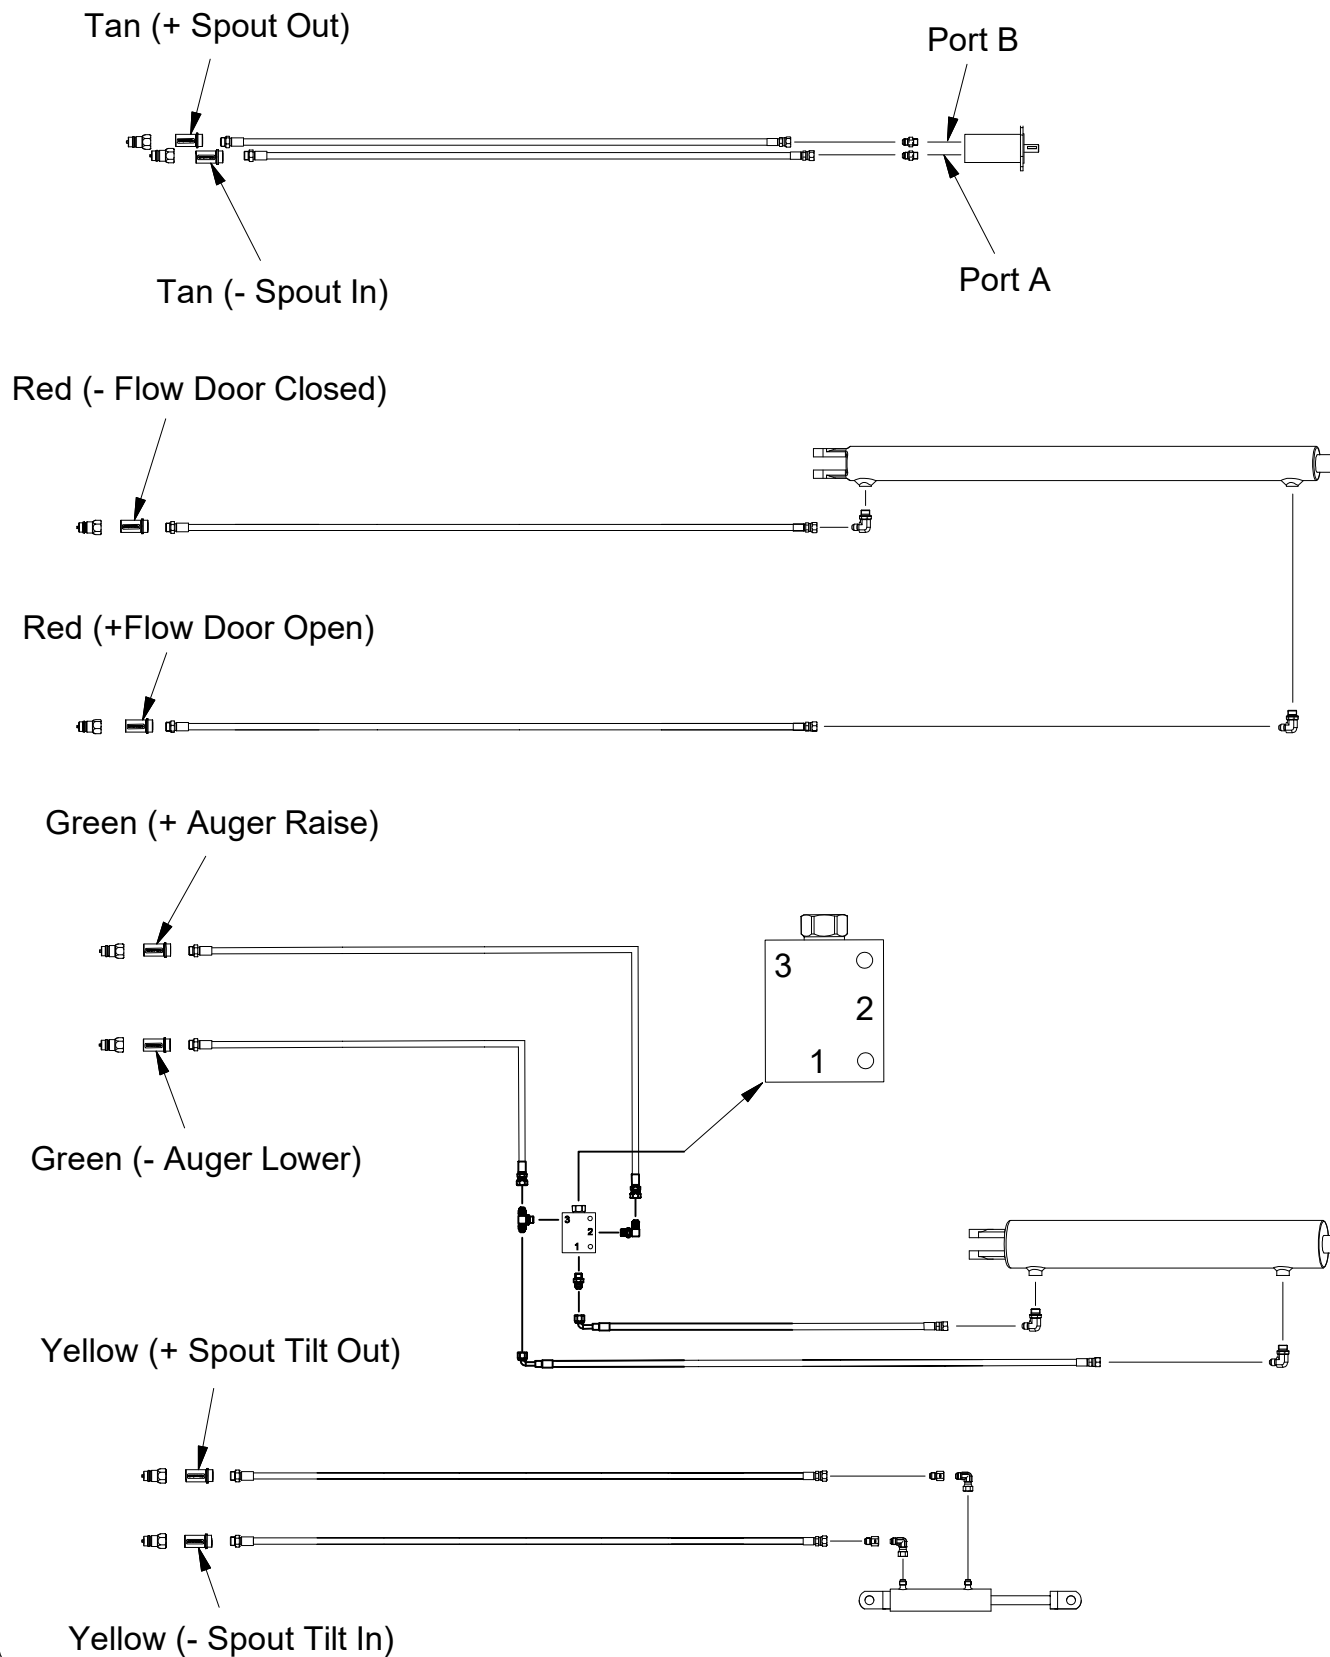 Tan (+ Spout Out)
Port B
Tan (- Spout In)
Port A
Red (- Flow Door Closed)
Red (+Flow Door Open)
Green (+ Auger Raise)
3
2
1
Green (- Auger Lower)
3
2
1
Yellow (+ Spout Tilt Out)
Yellow (- Spout Tilt In)